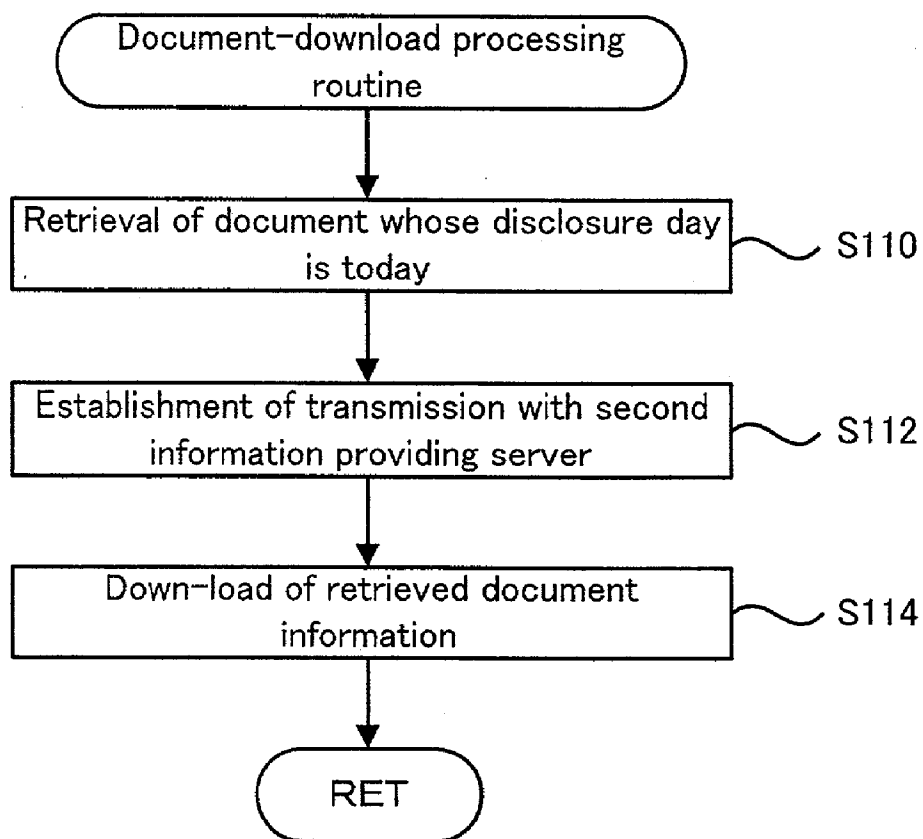 Document-download processing
routine
Retrieval of document whose disclosure day
is today
S110
Establishment of transmission with second
information providing server
S112
Down-load of retrieved document
information
S114
RET